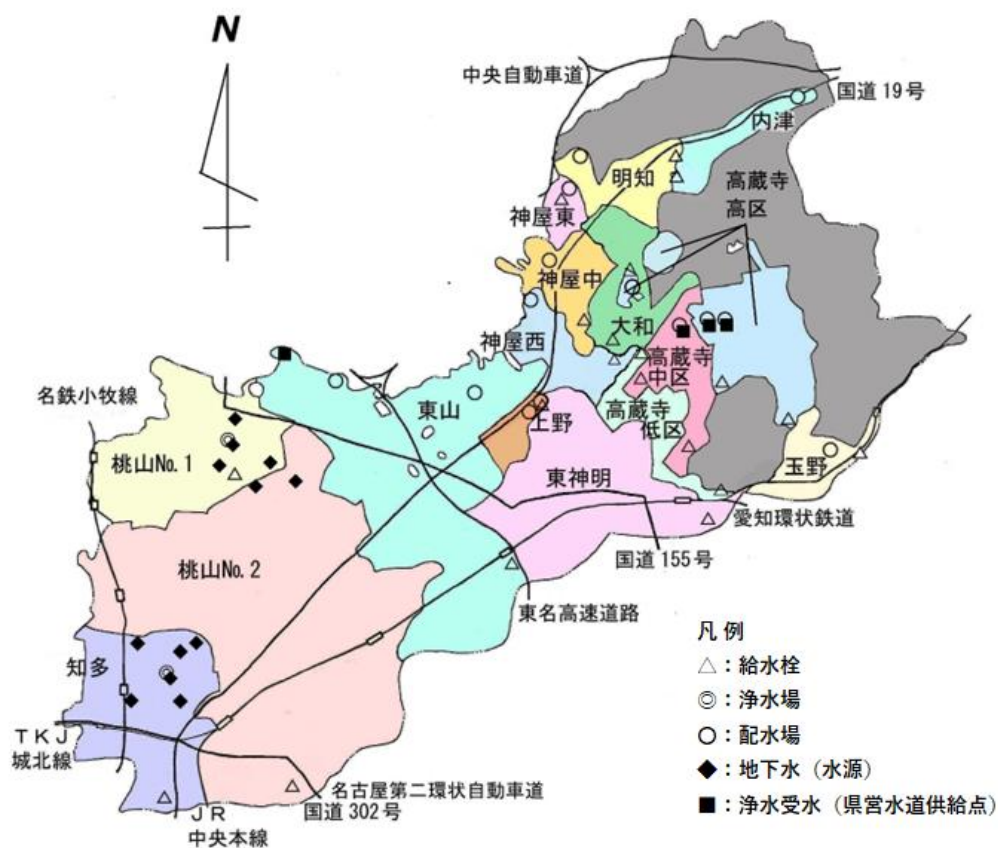 N
中央自動車道
国道19号
内津
明知
高蔵寺
高区
神屋東
神屋中
大和
神屋西
高蔵寺
中区
名鉄小牧線
東山
上野
高蔵寺
低区
玉野
桃山No.1
東神明
愛知環状鉄道
桃山No.2
国道155号
東名高速道路
知多
TKJ
城北線
名古屋第二環状自動車道
国道302号
JR
中央本線
凡例
△：給水栓
◎：浄水場
○：配水場
◆：地下水（水源）
■：浄水受水（県営水道供給点）